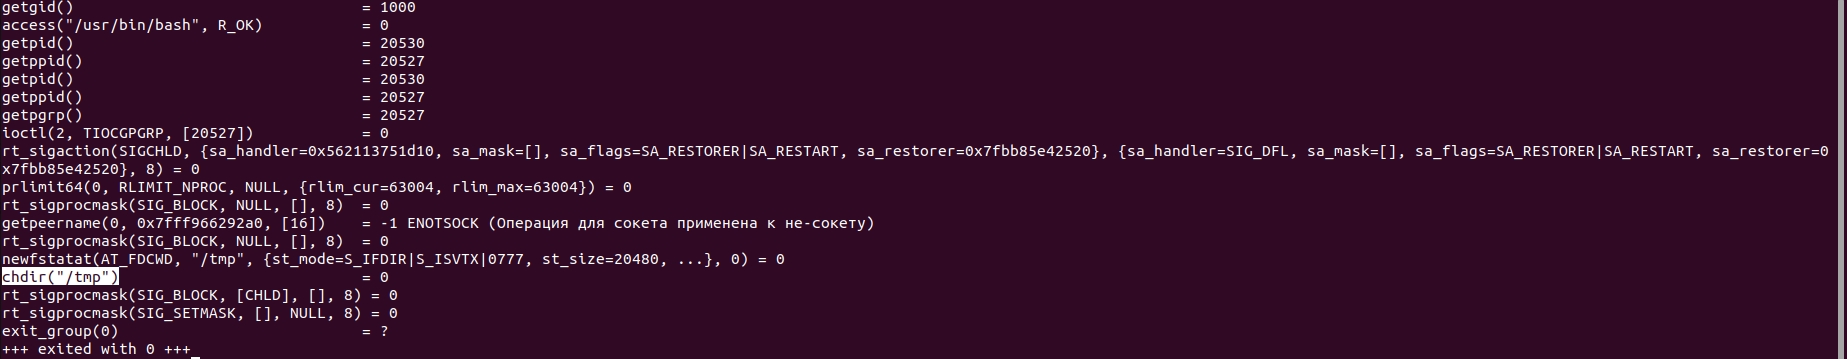 getgid()                                = 1000
access("/usr/bin/bash", R_OK)           = 0
getpid()                                = 20530
getppid()                               = 20527
getpid()                                = 20530
getppid()                               = 20527
getpgrp()                               = 20527
ioctl(2, TIOCGPGRP, [20527])            = 0
rt_sigaction(SIGCHLD, {sa_handler=0x562113751d10, sa_mask=[], sa_flags=SA_RESTORER|SA_RESTART, sa_restorer=0x7fbb85e42520}, {sa_handler=SIG_DFL, sa_mask=[], sa_flags=SA_RESTORER|SA_RESTART, sa_restorer=0
x7fbb85e42520}, 8) = 0
prlimit64(0, RLIMIT_NPROC, NULL, {rlim_cur=63004, rlim_max=63004}) = 0
rt_sigprocmask(SIG_BLOCK, NULL, [], 8)  = 0
getpeername(0, 0x7fff966292a0, [16])    = -1 ENOTSOCK (Операция для сокета применена к не-сокету)
rt_sigprocmask(SIG_BLOCK, NULL, [], 8)  = 0
newfstatat(AT_FDCWD, "/tmp", {st_mode=S_IFDIR|S_ISVTX|0777, st_size=20480, ...}, 0) = 0
chdir("/tmp")                           = 0
rt_sigprocmask(SIG_BLOCK, [CHLD], [], 8) = 0
rt_sigprocmask(SIG_SETMASK, [], NULL, 8) = 0
exit_group(0)                           = ?
+++ exited with 0 +++